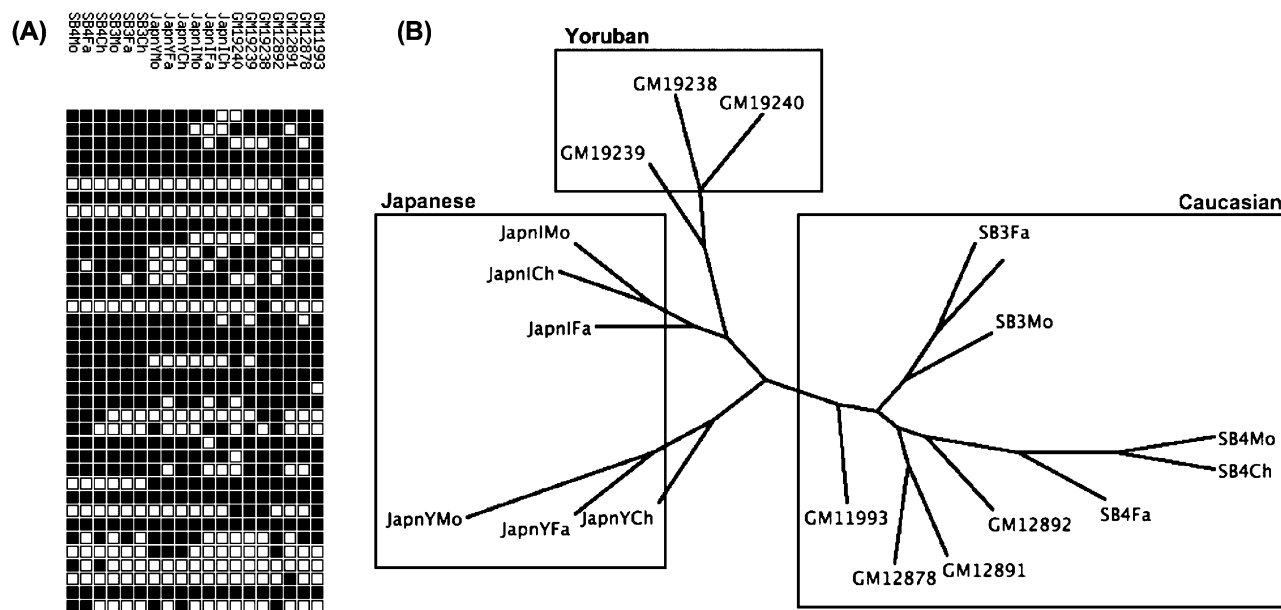 (A)
SB4Mo
SB4Fa
SB4Ch
SB3Mo
SB3Fa
SB3Ch
JapnYMo
JapnYFa
JapnYCh
JapnIMo
JapnIFa
JapnICh
GM19240
GM19239
GM19238
GM12892
GM12891
GM12878
GM11993
(B)
Yoruban
GM19238
GM19240
GM19239
Japanese
Caucasian
JapnIMo
SB3Fa
JapnICh
JapnIFa
SB3Mo
SB4Mo
SB4Ch
JapnYMo
JapnYFa
JapnYCh
GM11993
GM12892
SB4Fa
GM12878
GM12891